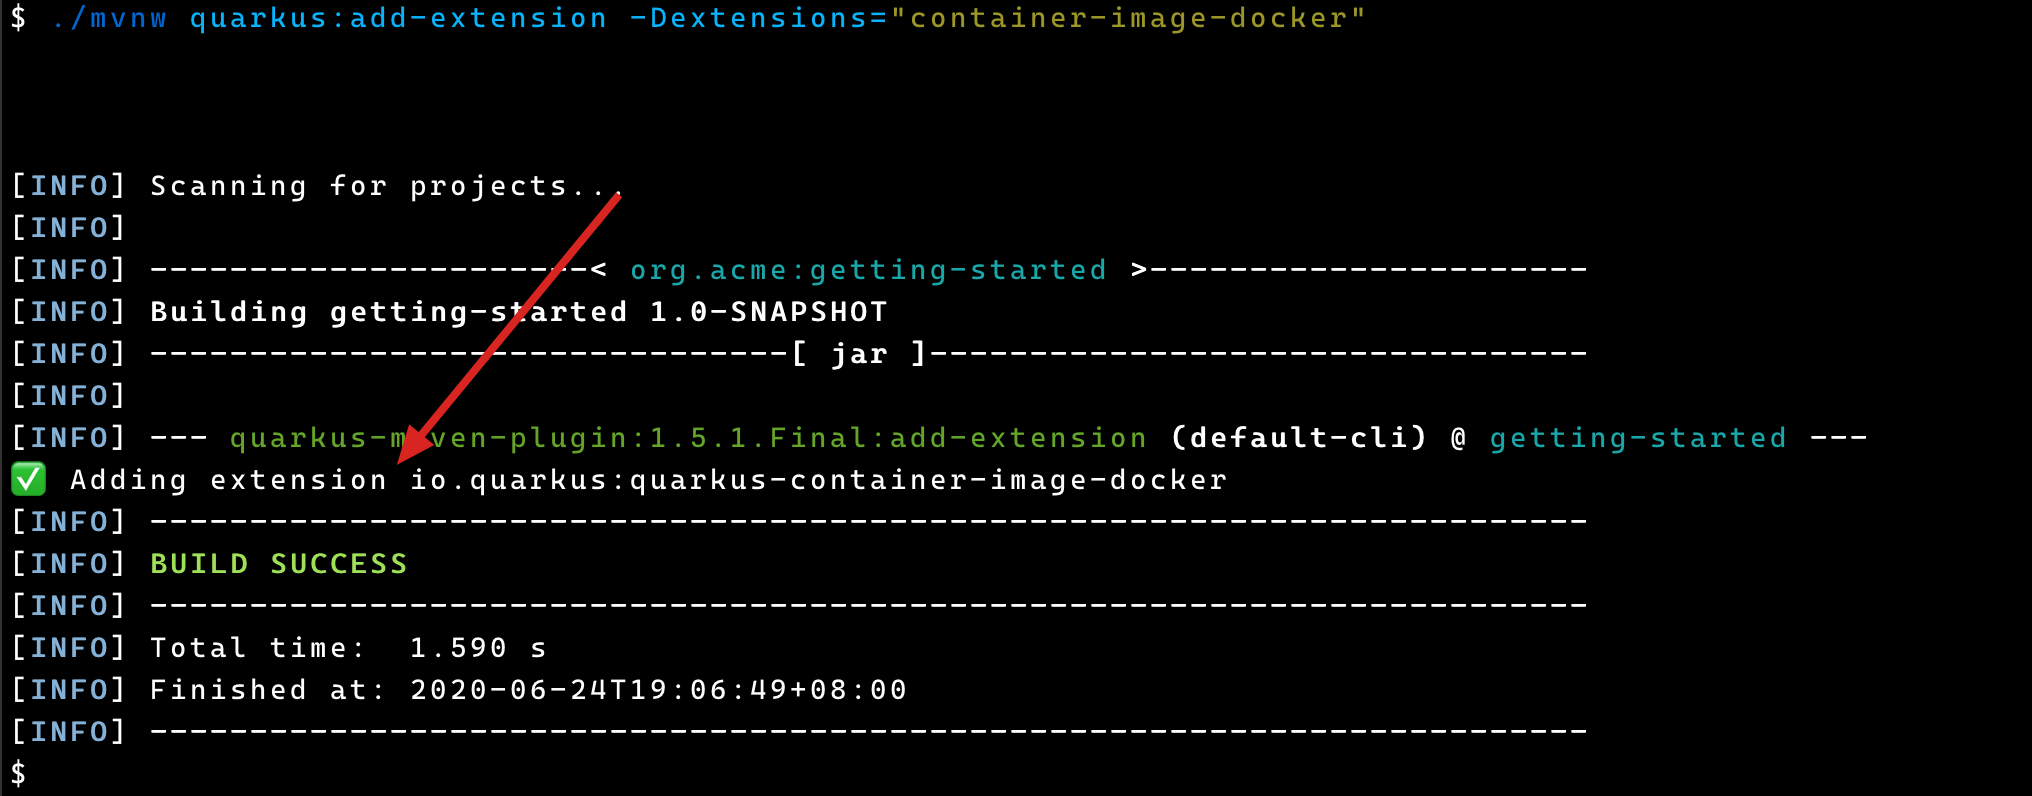 $ ./mvnw quarkus:add-extension -Dextensions="container-image-docker"
[INFO] Scanning for projects...
[INFO]
[INFO] ----------------------< org.acme:getting-started >----------------------
[INFO] Building getting-started 1.0-SNAPSHOT
[INFO] --------------------------------[ jar ]---------------------------------
[INFO]
[INFO] --- quarkus-maven-plugin:1.5.1.Final:add-extension (default-cli) @ getting-started ---
✅ Adding extension io.quarkus:quarkus-container-image-docker
[INFO] ------------------------------------------------------------------------
[INFO] BUILD SUCCESS
[INFO] ------------------------------------------------------------------------
[INFO] Total time:  1.590 s
[INFO] Finished at: 2020-06-24T19:06:49+08:00
[INFO] ------------------------------------------------------------------------
$